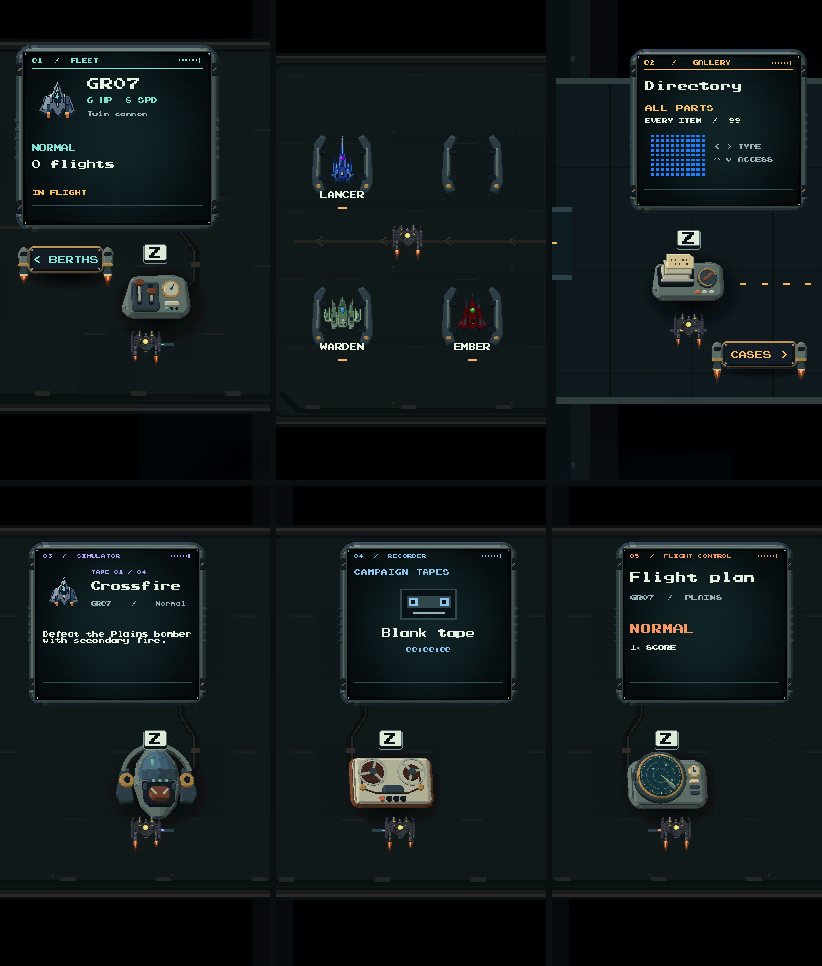 01 / FLEET
GR07
6 HP 6 SPD
Twin cannon
NORMAL
0 flights
IN FLIGHT
< BERTHS
Z
LANCER
WARDEN
EMBER
02 / GALLERY
Directory
ALL PARTS
EVERY ITEM / 99
< > TYPE
^ v ACCESS
Z
CASES >
03 / SIMULATOR
TAPE 01 / 04
Crossfire
GR07 / Normal
Defeat the Plains bomber
with secondary fire.
Z
04 / RECORDER
CAMPAIGN TAPES
Blank tape
00:00:00
Z
05 / FLIGHT CONTROL
Flight plan
GR07 / PLAINS
NORMAL
1x SCORE
Z